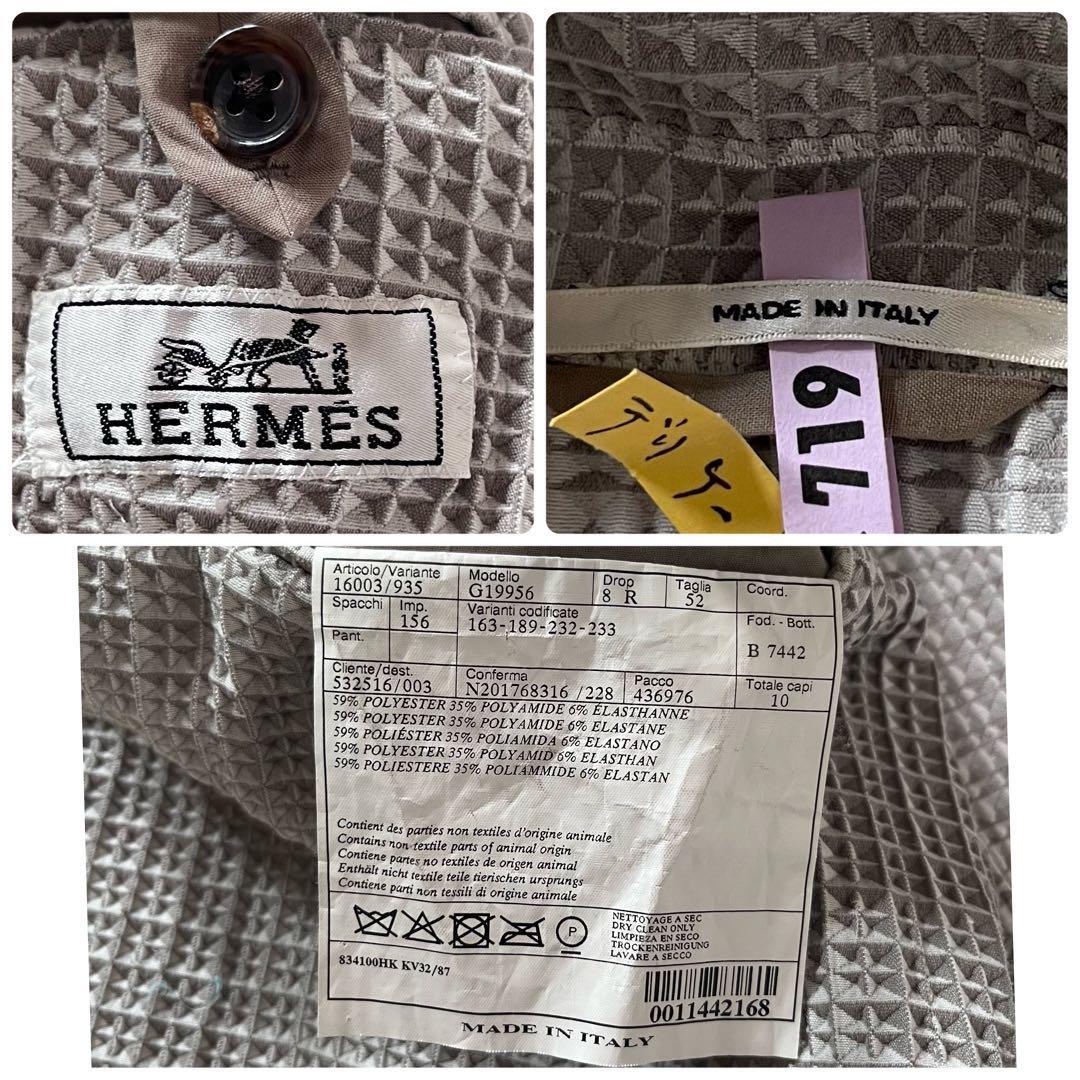 HERMÈS
MADE IN ITALY
719
デリケ、
Articolo/Variante Modello Drop Taglia Coord.
16003/935 G19956 8 R 52
Spacchi Imp. Varianti codificate Fod. - Bott.
156 163-189-232-233
Pant. B 7442
Cliente/dest. Conferma Pacco Totale capi
532516/003 N201768316 /228 436976 10
59% POLYESTER 35% POLYAMIDE 6% ÉLASTHANNE
59% POLYESTER 35% POLYAMIDE 6% ELASTANE
59% POLIÉSTER 35% POLIAMIDA 6% ELASTANO
59% POLYESTER 35% POLYAMID 6% ELASTHAN
59% POLIESTERE 35% POLIAMMIDE 6% ELASTAN
Contient des parties non textiles d'origine animale
Contains non textile parts of animal origin
Contiene partes no textiles de origen animal
Enthält nicht textile teile tierischen ursprungs
Contiene parti non tessili di origine animale
P
NETTOYAGE A SEC
DRY CLEAN ONLY
LIMPIEZA EN SECO
TROCKENREINIGUNG
LAVARE A SECCO
834100HK KV32/87
0011442168
MADE IN ITALY